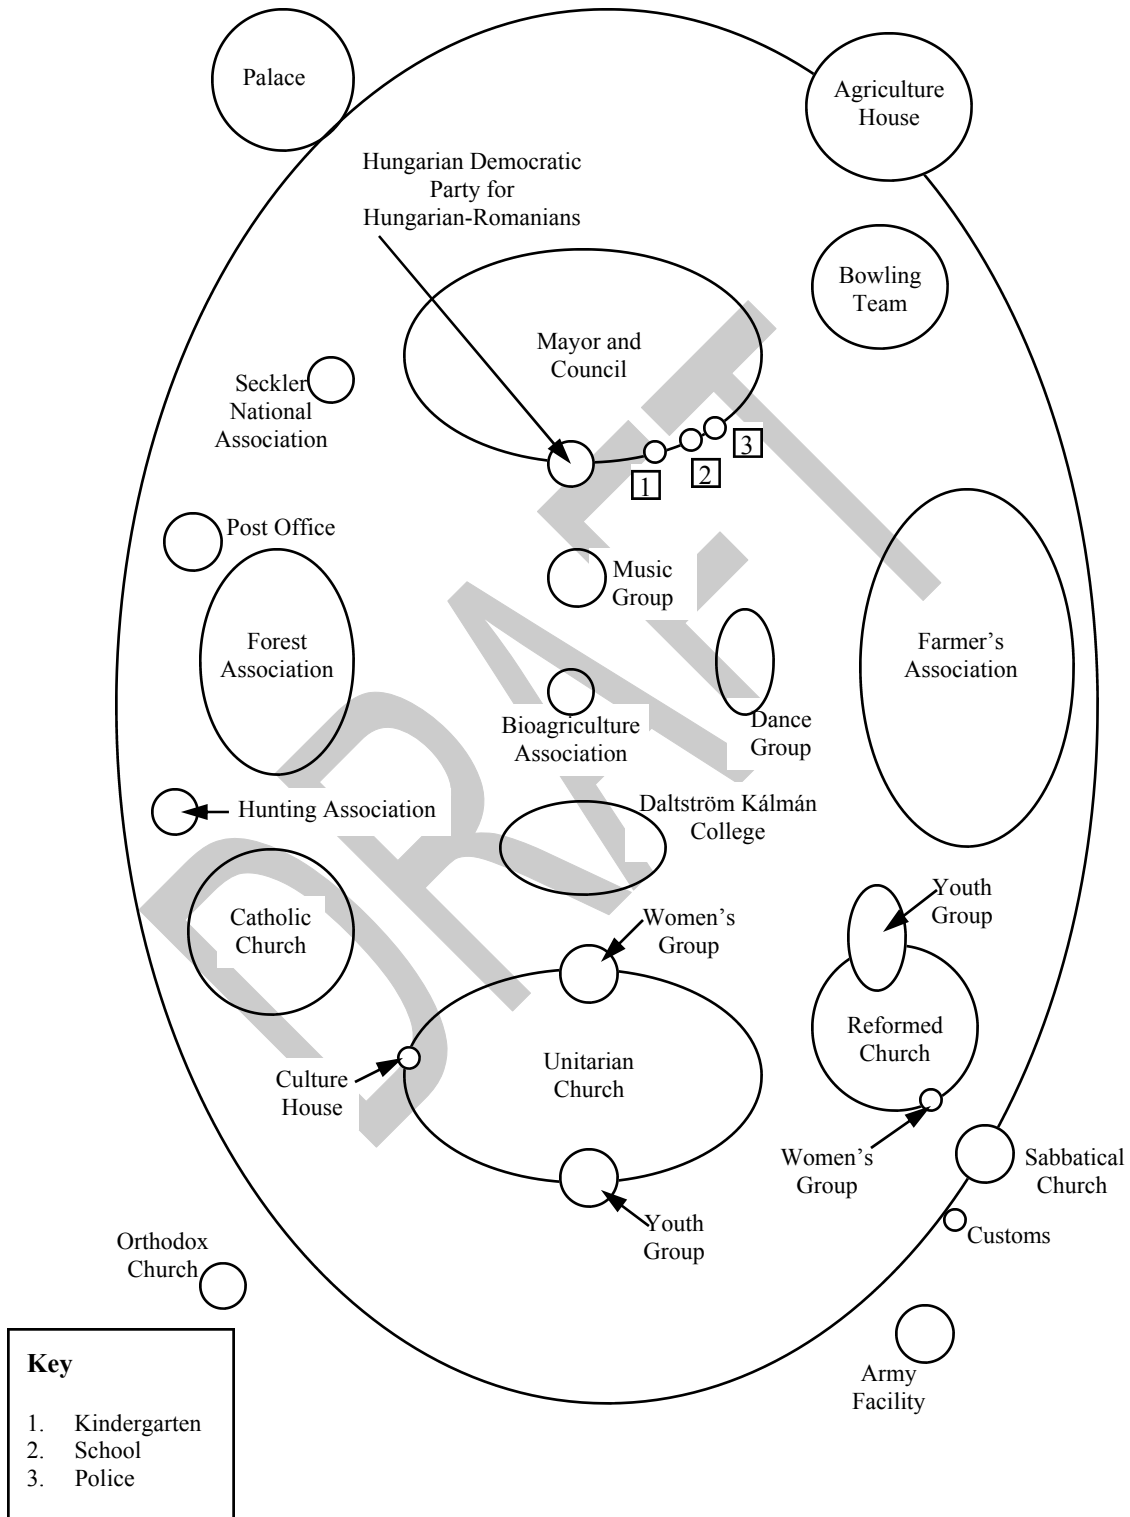 Palace
Agriculture
House
Hungarian Democratic
Party for
Hungarian-Romanians
Bowling
Team
Mayor and
Council
Seckler
National
Association
3
2
1
Post Office
Music
Group
Forest
Association
Farmer's
Association
Bioagriculture
Association
Dance
Group
Hunting Association
Daltström Kálmán
College
Youth
Group
Catholic
Church
Women's
Group
Reformed
Church
Unitarian
Church
Culture
House
Women's
Group
Sabbatical
Church
Youth
Group
Customs
Orthodox
Church
Army
Facility
Key
1. Kindergarten
2. School
3. Police
DRAFT